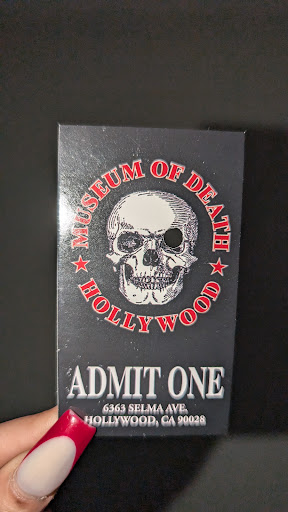 MUSEUM OF DEATH
HOLLYWOOD
ADMIT ONE
6363 SELMA AVE.
HOLLYWOOD, CA 90028